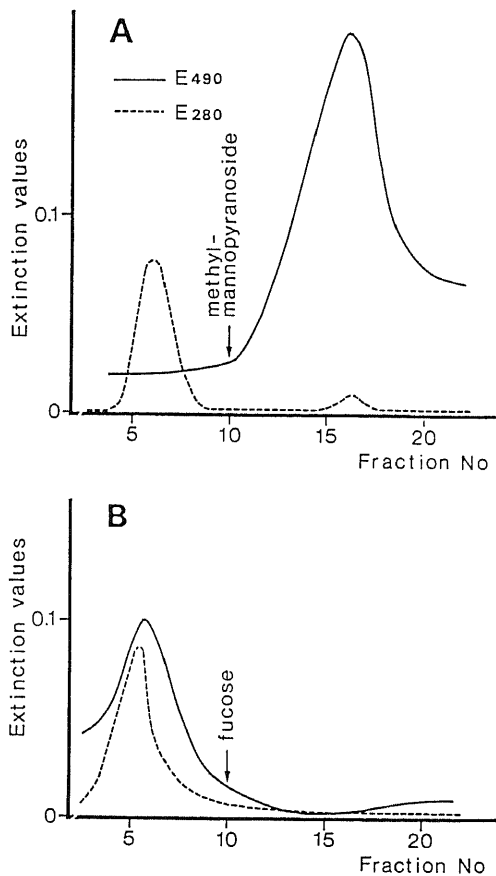 A
E490
E280
Extinction values
0.1
0
methyl-
mannopyranoside
5
10
15
20
Fraction No
B
Extinction values
0.1
0
fucose
5
10
15
20
Fraction No